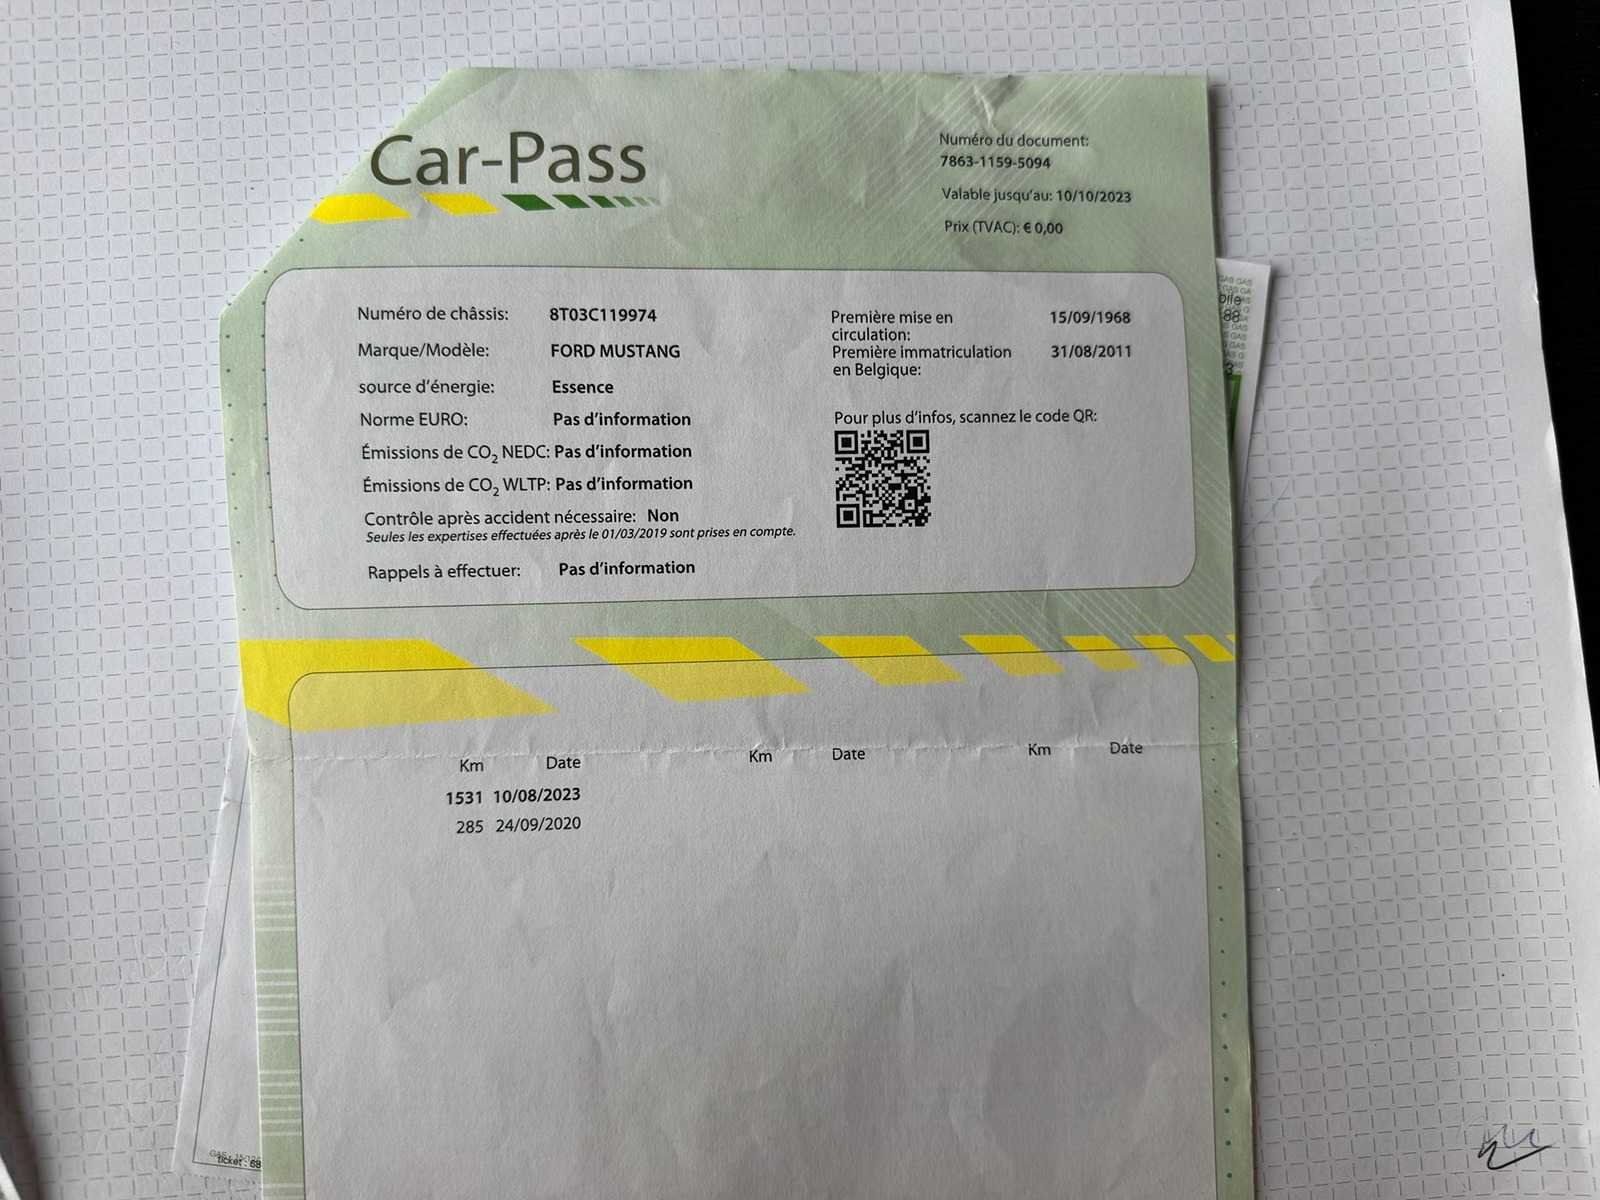 Car-Pass
Numéro du document:
7863-1159-5094
Valable jusqu'au: 10/10/2023
Prix (TVAC): € 0,00
Numéro de châssis: 8T03C119974
Marque/Modèle: FORD MUSTANG
source d'énergie: Essence
Norme EURO: Pas d'information
Émissions de CO2 NEDC: Pas d'information
Émissions de CO2 WLTP: Pas d'information
Contrôle après accident nécessaire: Non
Seules les expertises effectuées après le 01/03/2019 sont prises en compte.
Rappels à effectuer: Pas d'information
Première mise en
circulation: 15/09/1968
Première immatriculation
en Belgique: 31/08/2011
Pour plus d'infos, scannez le code QR:
Km Date Km Date Km Date
1531 10/08/2023
285 24/09/2020
GAS GAS
88
ticket : 68